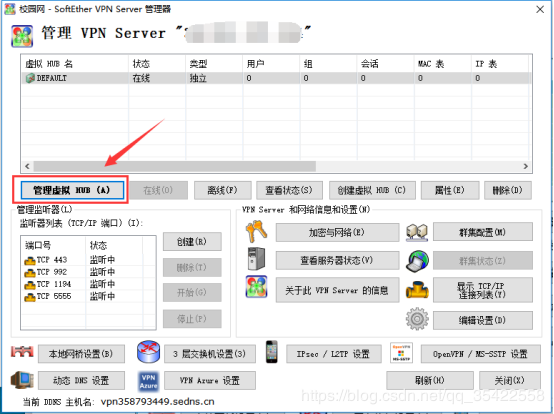 校园网 - SoftEther VPN Server 管理器
管理 VPN Server "
"
虚拟 HUB 名 状态 类型 用户 组 会话 MAC 表 IP 表
DEFAULT 在线 独立 0 0 0 0 0
管理虚拟 HUB (A) 在线(O) 离线(F) 查看状态(S) 创建虚拟 HUB (C) 属性(E) 删除(D)
管理监听器(L)
监听器列表 (TCP/IP 端口) (I):
端口号 状态
TCP 443 监听中
TCP 992 监听中
TCP 1194 监听中
TCP 5555 监听中
创建(R)
删除(T)
开始(G)
停止(P)
VPN Server 和网络信息和设置(N)
加密与网络(E) 群集配置(M)
查看服务器状态(V) 群集状态(Z)
关于此 VPN Server 的信息 显示 TCP/IP
连接列表(Y)
编辑设置(D)
本地网桥设置(B) 3 层交换机设置(3) IPsec / L2TP 设置 OpenVPN
MS-SSTP OpenVPN / MS-SSTP 设置
动态 DNS 设置 VPN
Azure VPN Azure 设置 刷新(H) 关闭(X)
当前 DDNS 主机名: vpn358793449.sedns.cn
https://blog.csdn.net/qq_35422558